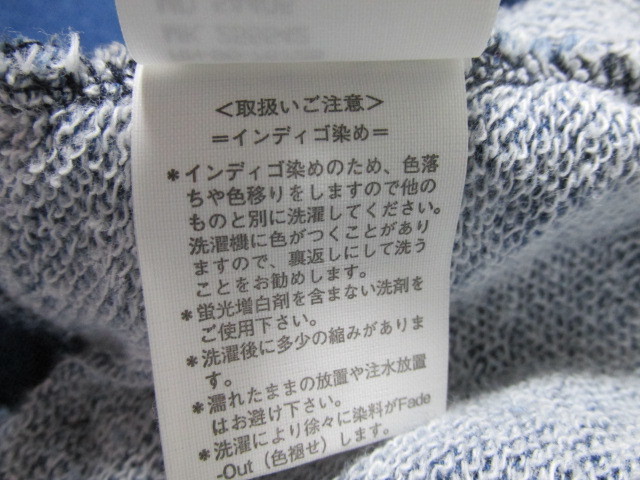 <取扱いご注意>
=インディゴ染め=
*インディゴ染めのため、色落
ちや色移りをしますので他の
ものと別に洗濯してください。
洗濯機に色がつくことがあり
ますので、裏返しにして洗う
ことをお勧めします。
*蛍光増白剤を含まない洗剤を
ご使用下さい。
*洗濯後に多少の縮みがありま
す。
*濡れたままの放置や注水放置
はお避け下さい。
*洗濯により徐々に染料がFade
-Out（色褪せ）します。